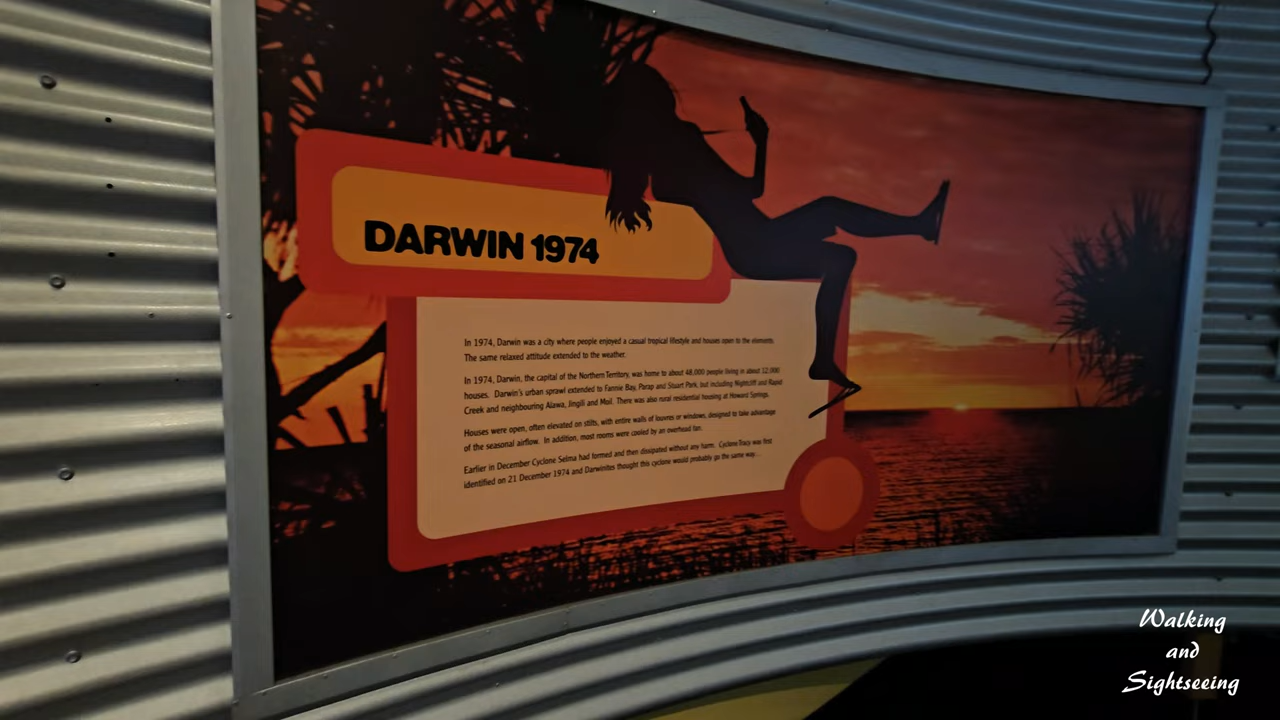 DARWIN 1974
In 1974, Darwin was a city where people enjoyed a casual tropical lifestyle and houses open to the elements.
The same relaxed attitude extended to the weather.
In 1974, Darwin, the capital of the Northern Territory, was home to about 48,000 people living in about 12,000
houses. Darwin's urban sprawl extended to Fannie Bay, Parap and Stuart Park, but including Nightcliff and Rapid
Creek and neighbouring Alawa, Jingili and Moil. There was also rural residential housing at Howard Springs.
Houses were open, often elevated on stilts, with entire walls of louvres or windows, designed to take advantage
of the seasonal airflow. In addition, most rooms were cooled by an overhead fan.
Earlier in December Cyclone Selma had formed and then dissipated without any harm. Cyclone Tracy was first
identified on 21 December 1974 and Darwinites thought this cyclone would probably go the same way...
Walking
and
Sightseeing